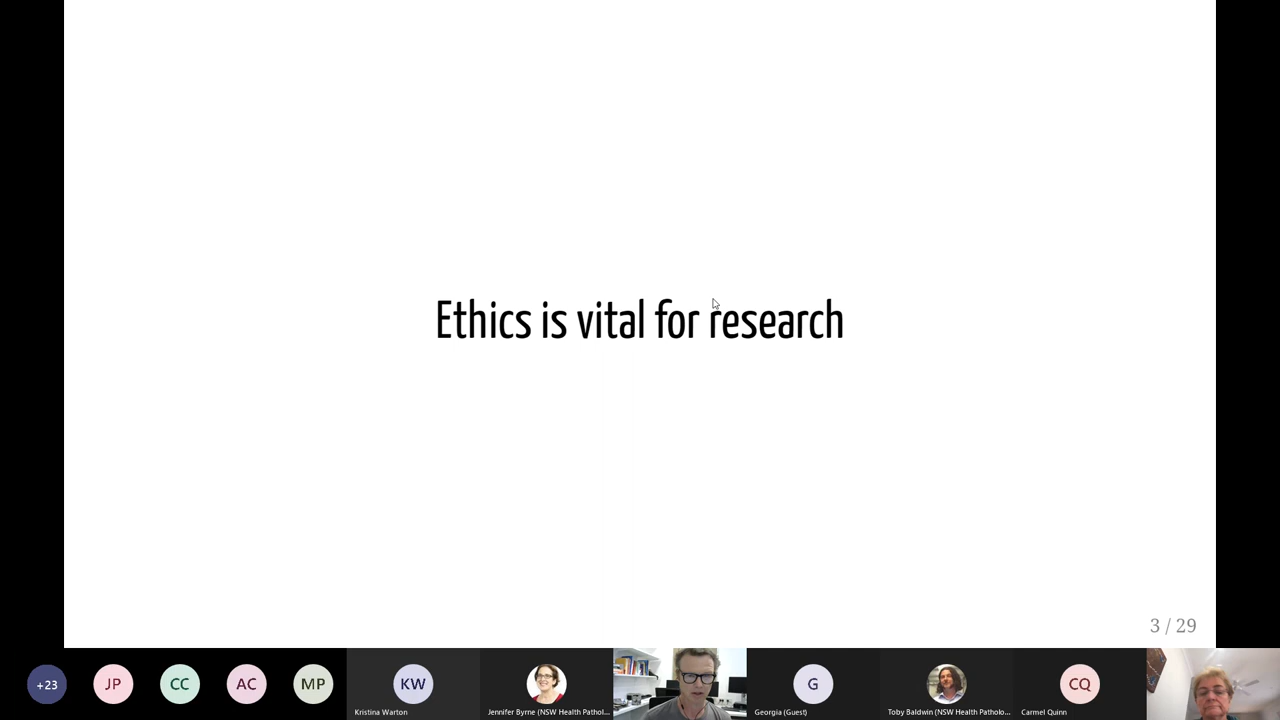 Ethics is vital for research
3 / 29
+23
JP
CC
AC
MP
KW
Kristina Warton
Jennifer Byrne (NSW Health Pathol...
G
Georgia (Guest)
Toby Baldwin (NSW Health Patholo...
CQ
Carmel Quinn